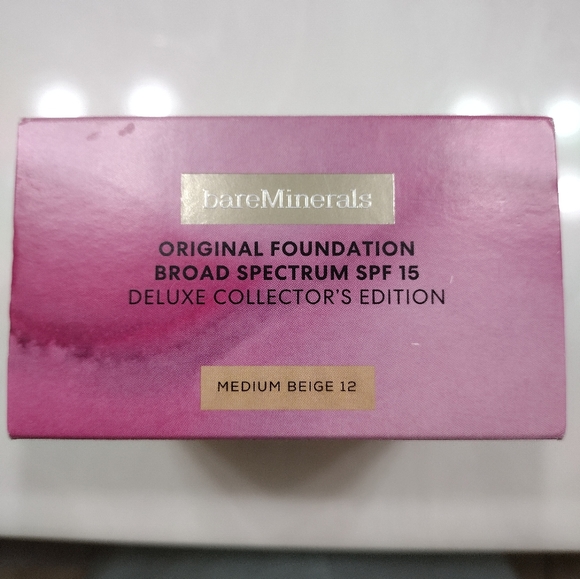 bareMinerals
ORIGINAL FOUNDATION
BROAD SPECTRUM SPF 15
DELUXE COLLECTOR'S EDITION
MEDIUM BEIGE 12